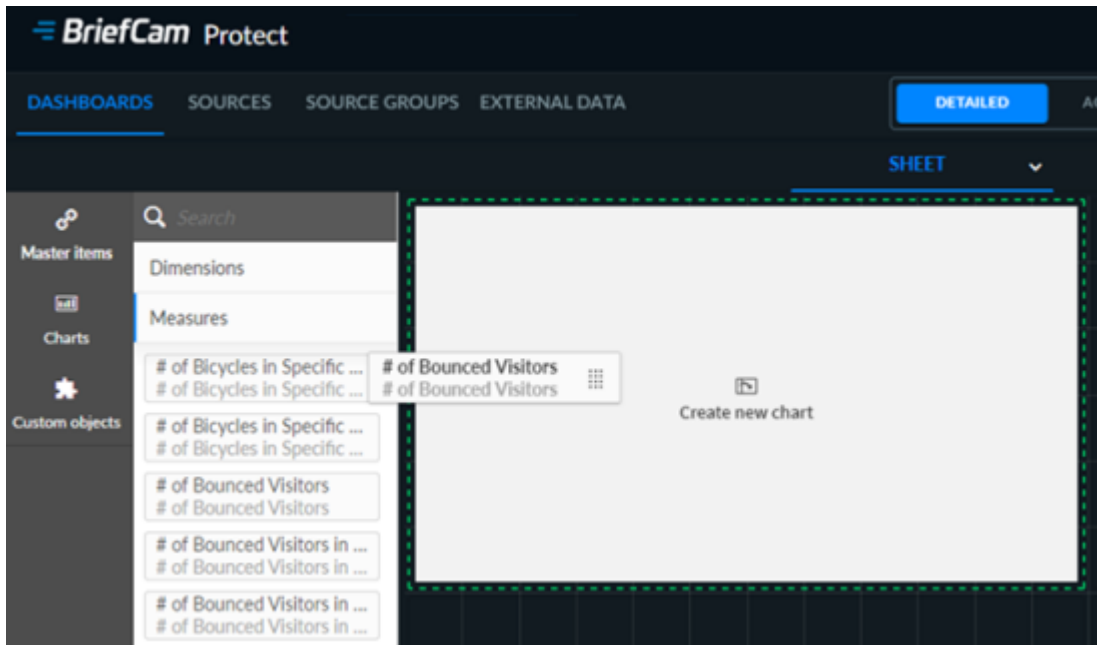 BriefCam Protect
DASHBOARDS SOURCES SOURCE GROUPS EXTERNAL DATA
DETAILED
SHEET
Master items
Charts
Custom objects
Search
Dimensions
Measures
# of Bicycles in Specific ...
# of Bicycles in Specific ...
# of Bicycles in Specific ...
# of Bicycles in Specific ...
# of Bounced Visitors
# of Bounced Visitors
# of Bounced Visitors in ...
# of Bounced Visitors in ...
# of Bounced Visitors in ...
# of Bounced Visitors in ...
# of Bounced Visitors
# of Bounced Visitors
Create new chart